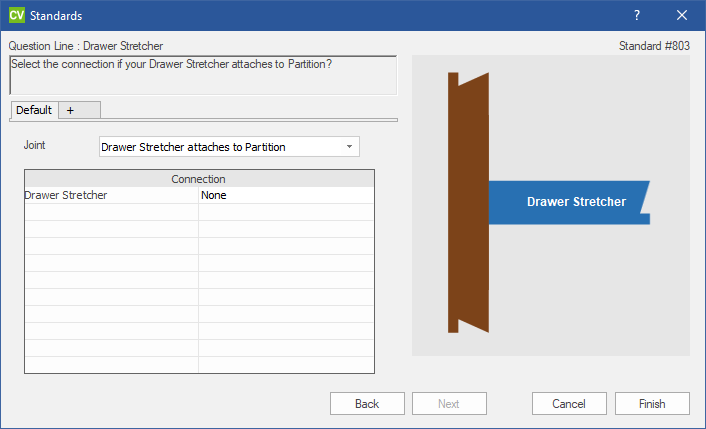 CV Standards
Question Line : Drawer Stretcher
Standard #803
Select the connection if your Drawer Stretcher attaches to Partition?
Default +
Joint Drawer Stretcher attaches to Partition
Connection
Drawer Stretcher None
Drawer Stretcher
Back Next Cancel Finish